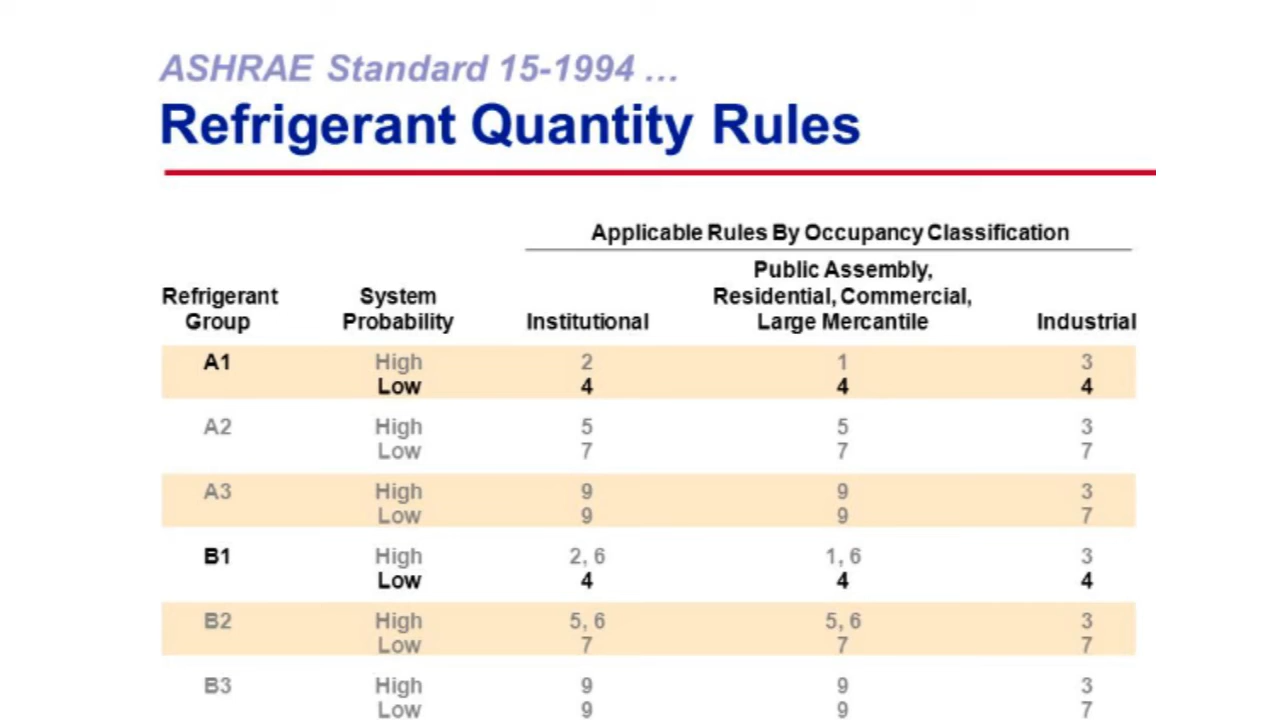 ASHRAE Standard 15-1994 …
Refrigerant Quantity Rules
Applicable Rules By Occupancy Classification
Refrigerant Group System Probability Institutional Public Assembly, Residential, Commercial, Large Mercantile Industrial
A1 High 2 1 3
Low 4 4 4
A2 High 5 5 3
Low 7 7 7
A3 High 9 9 3
Low 9 9 7
B1 High 2, 6 1, 6 3
Low 4 4 4
B2 High 5, 6 5, 6 3
Low 7 7 7
B3 High 9 9 3
Low 9 9 7